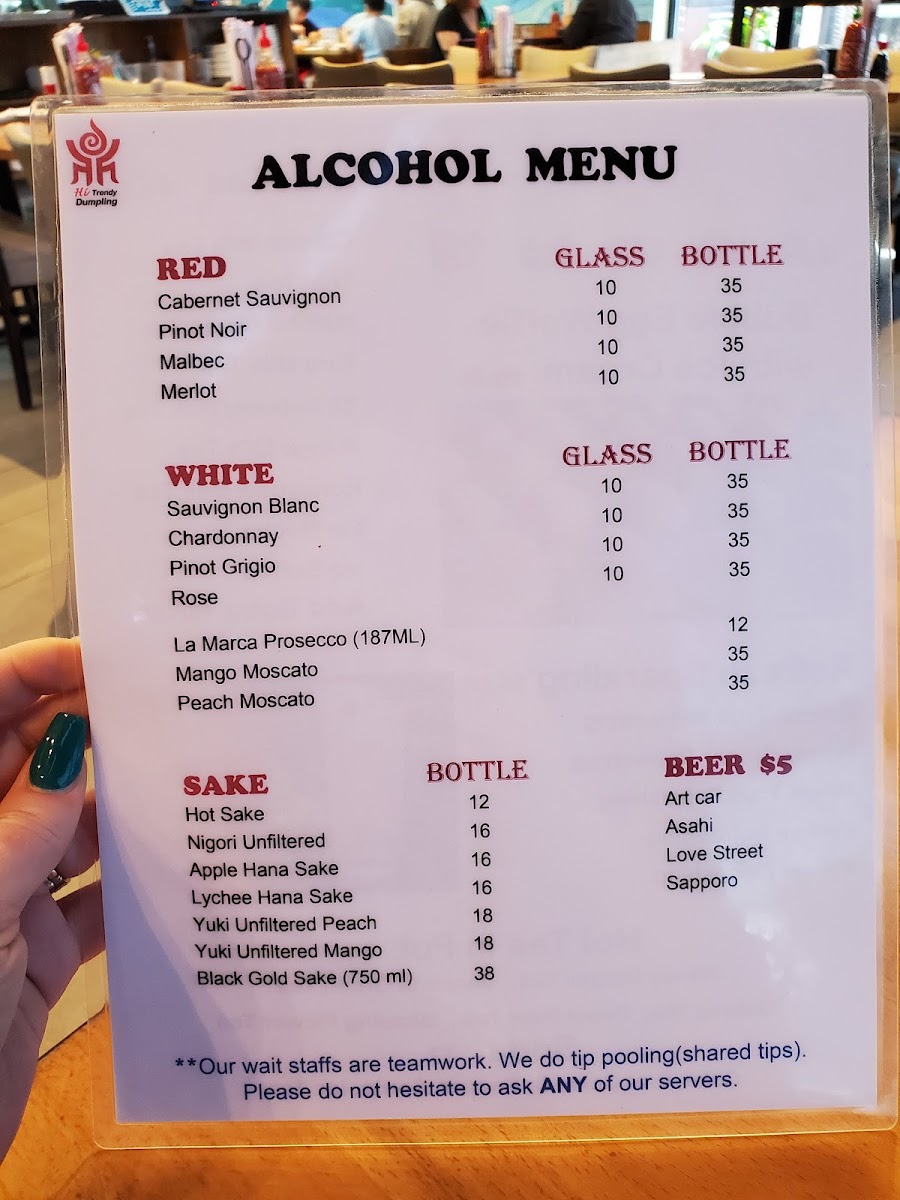 Hi Trendy
Dumpling
ALCOHOL MENU
RED GLASS BOTTLE
Cabernet Sauvignon 10 35
Pinot Noir 10 35
Malbec 10 35
Merlot 10 35
WHITE GLASS BOTTLE
Sauvignon Blanc 10 35
Chardonnay 10 35
Pinot Grigio 10 35
Rose 10 35
La Marca Prosecco (187ML) 12
Mango Moscato 35
Peach Moscato 35
SAKE BOTTLE
Hot Sake 12
Nigori Unfiltered 16
Apple Hana Sake 16
Lychee Hana Sake 16
Yuki Unfiltered Peach 18
Yuki Unfiltered Mango 18
Black Gold Sake (750 ml) 38
BEER $5
Art car
Asahi
Love Street
Sapporo
**Our wait staffs are teamwork. We do tip pooling(shared tips).
Please do not hesitate to ask ANY of our servers.